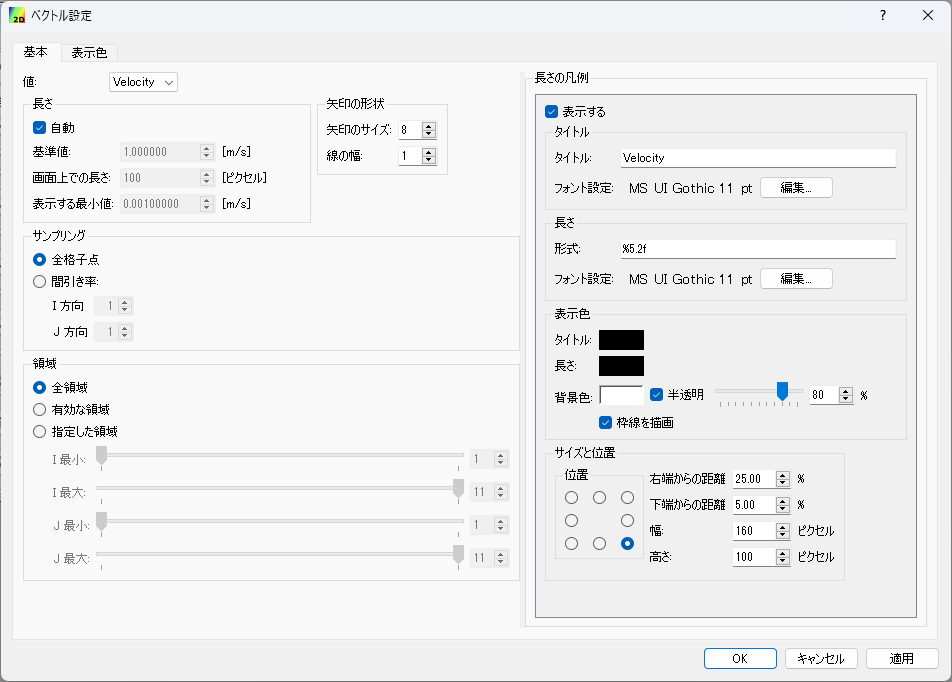 2D ベクトル設定 ?
基本 表示色
値: Velocity
長さ
自動
基準値: 1.000000 [m/s]
画面上での長さ: 100 [ピクセル]
表示する最小値: 0.00100000 [m/s]
矢印の形状
矢印のサイズ: 8
線の幅: 1
サンプリング
全格子点
間引き率:
I 方向 1
J 方向 1
領域
全領域
有効な領域
指定した領域
I 最小: 1
I 最大: 11
J 最小: 1
J 最大: 11
長さの凡例
表示する
タイトル
タイトル: Velocity
フォント設定: MS UI Gothic 11 pt 編集...
長さ
形式: %5.2f
フォント設定: MS UI Gothic 11 pt 編集...
表示色
タイトル:
長さ:
背景色: 半透明 80 %
枠線を描画
サイズと位置
位置
右端からの距離 25.00 %
下端からの距離 5.00 %
幅: 160 ピクセル
高さ: 100 ピクセル
OK キャンセル 適用